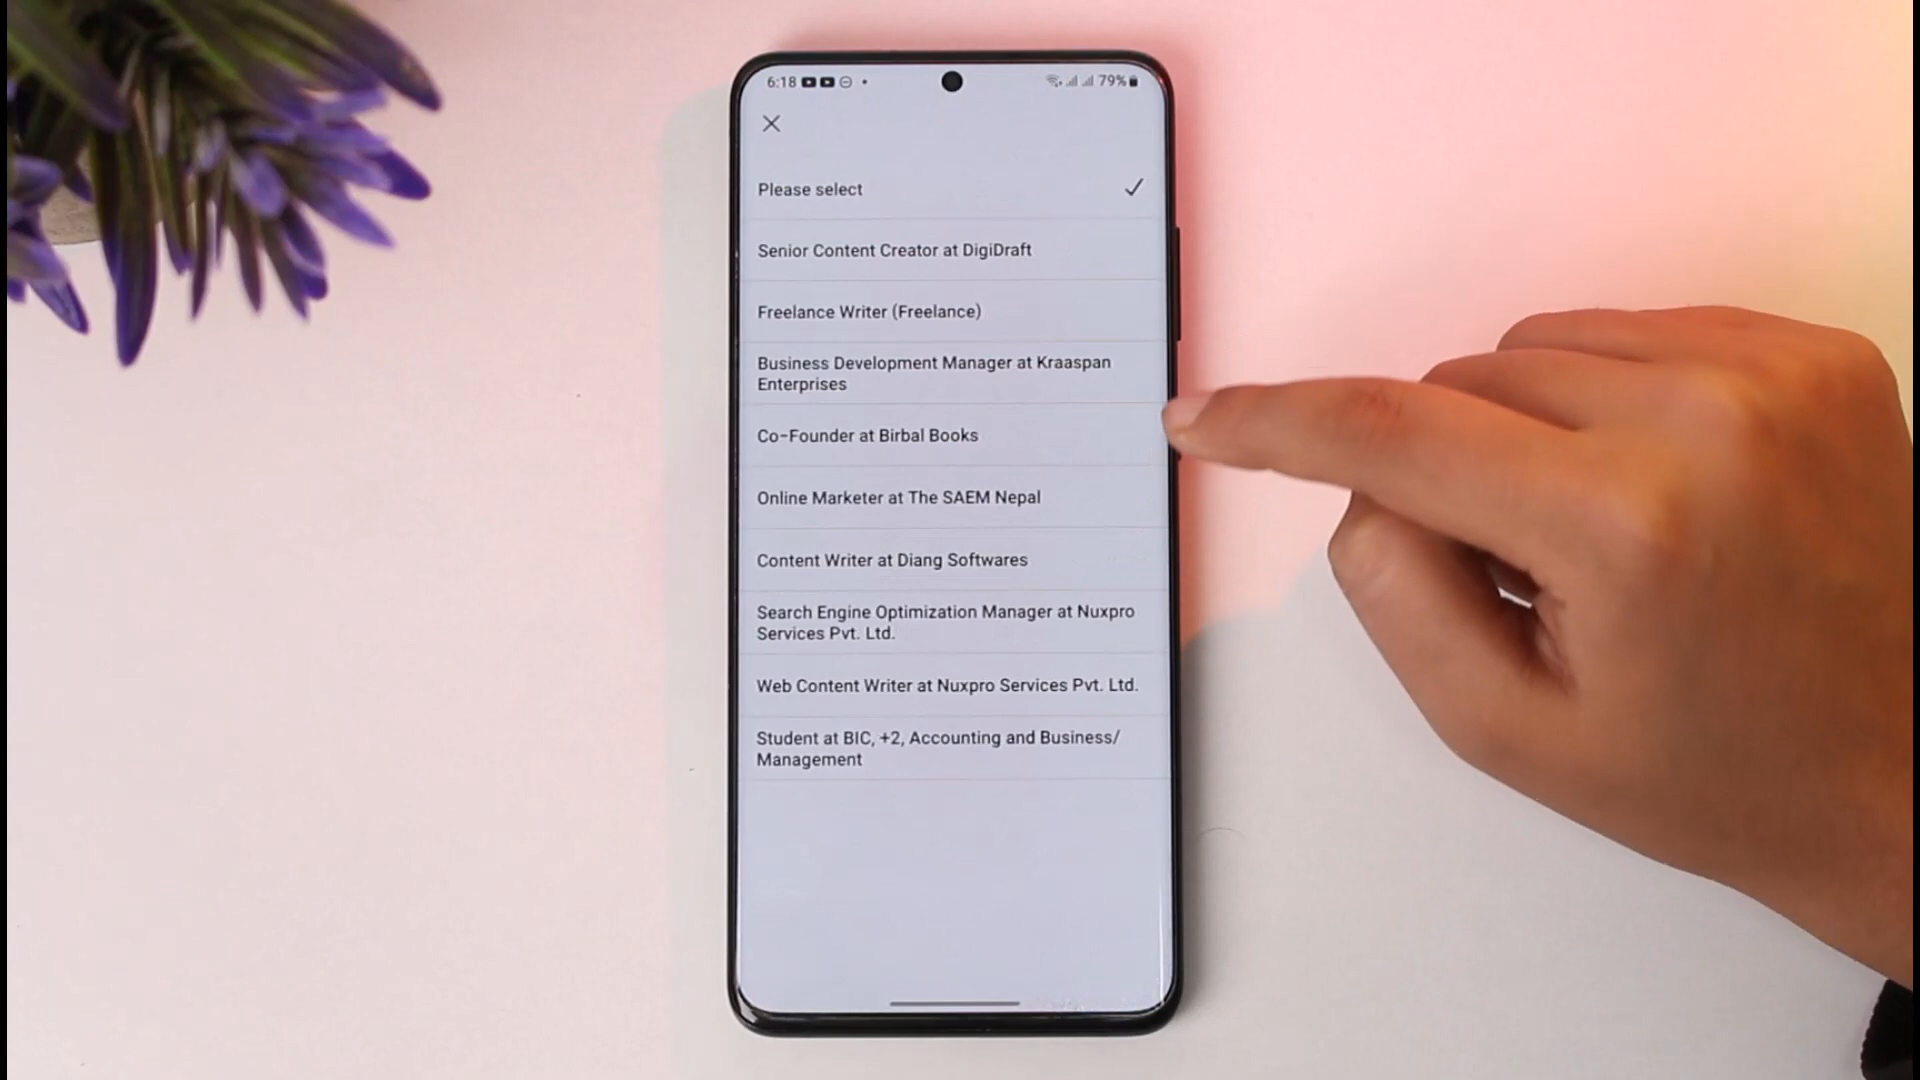 6:18
79%
Please select
Senior Content Creator at DigiDraft
Freelance Writer (Freelance)
Business Development Manager at Kraaspan
Enterprises
Co-Founder at Birbal Books
Online Marketer at The SAEM Nepal
Content Writer at Diang Softwares
Search Engine Optimization Manager at Nuxpro
Services Pvt. Ltd.
Web Content Writer at Nuxpro Services Pvt. Ltd.
Student at BIC, +2, Accounting and Business/
Management